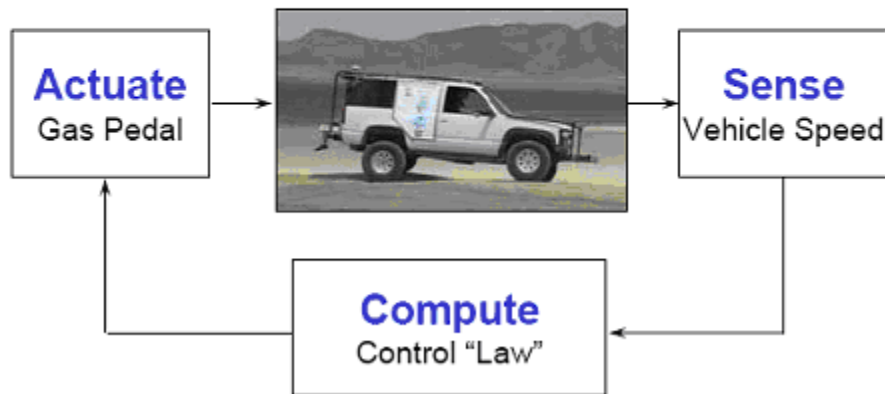 Actuate
Gas Pedal
Sense
Vehicle Speed
Compute
Control “Law”